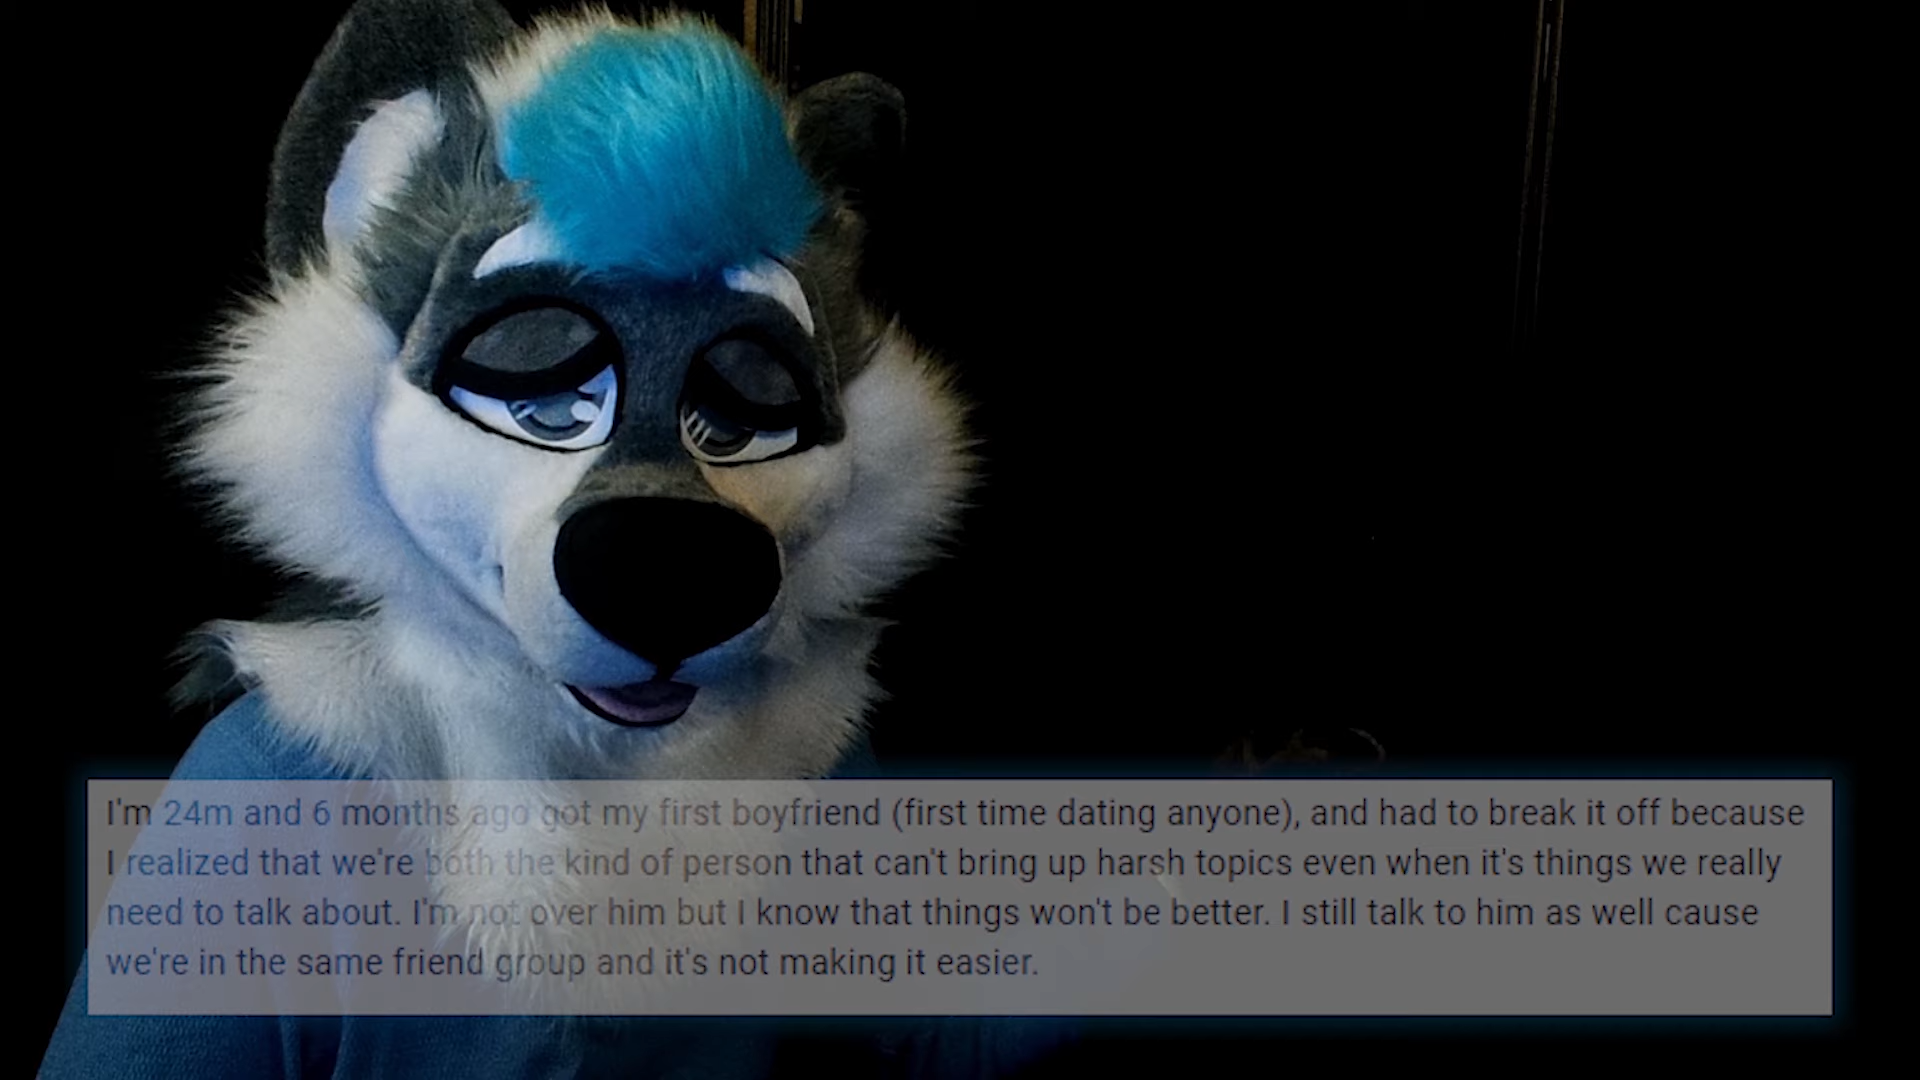 I'm 24m and 6 months ago got my first boyfriend (first time dating anyone), and had to break it off because
I realized that we're both the kind of person that can't bring up harsh topics even when it's things we really
need to talk about. I'm not over him but I know that things won't be better. I still talk to him as well cause
we're in the same friend group and it's not making it easier.